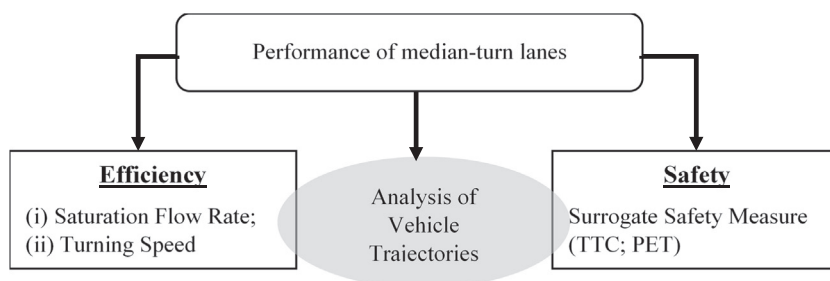 Performance of median-turn lanes
Efficiency
(i) Saturation Flow Rate;
(ii) Turning Speed
Analysis of
Vehicle
Traiectories
Safety
Surrogate Safety Measure
(TTC; PET)